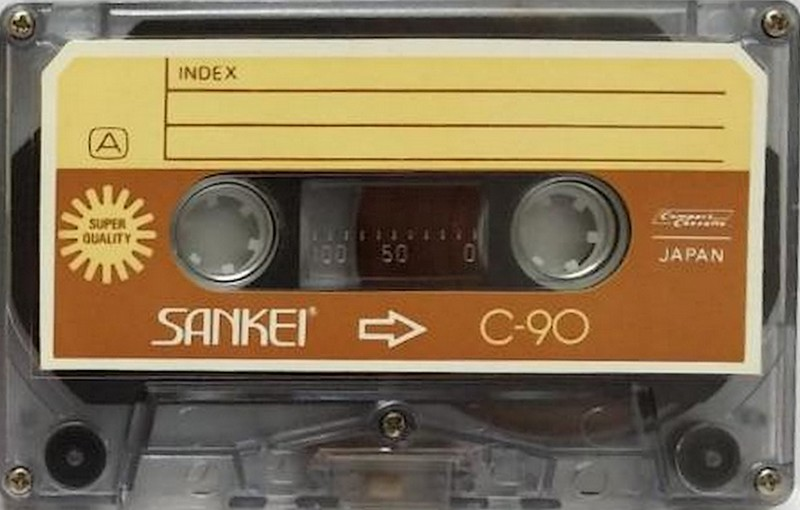 INDEX
A
SUPER
QUALITY
100 50 0
Compact
Cassette
JAPAN
SANKEI C-90